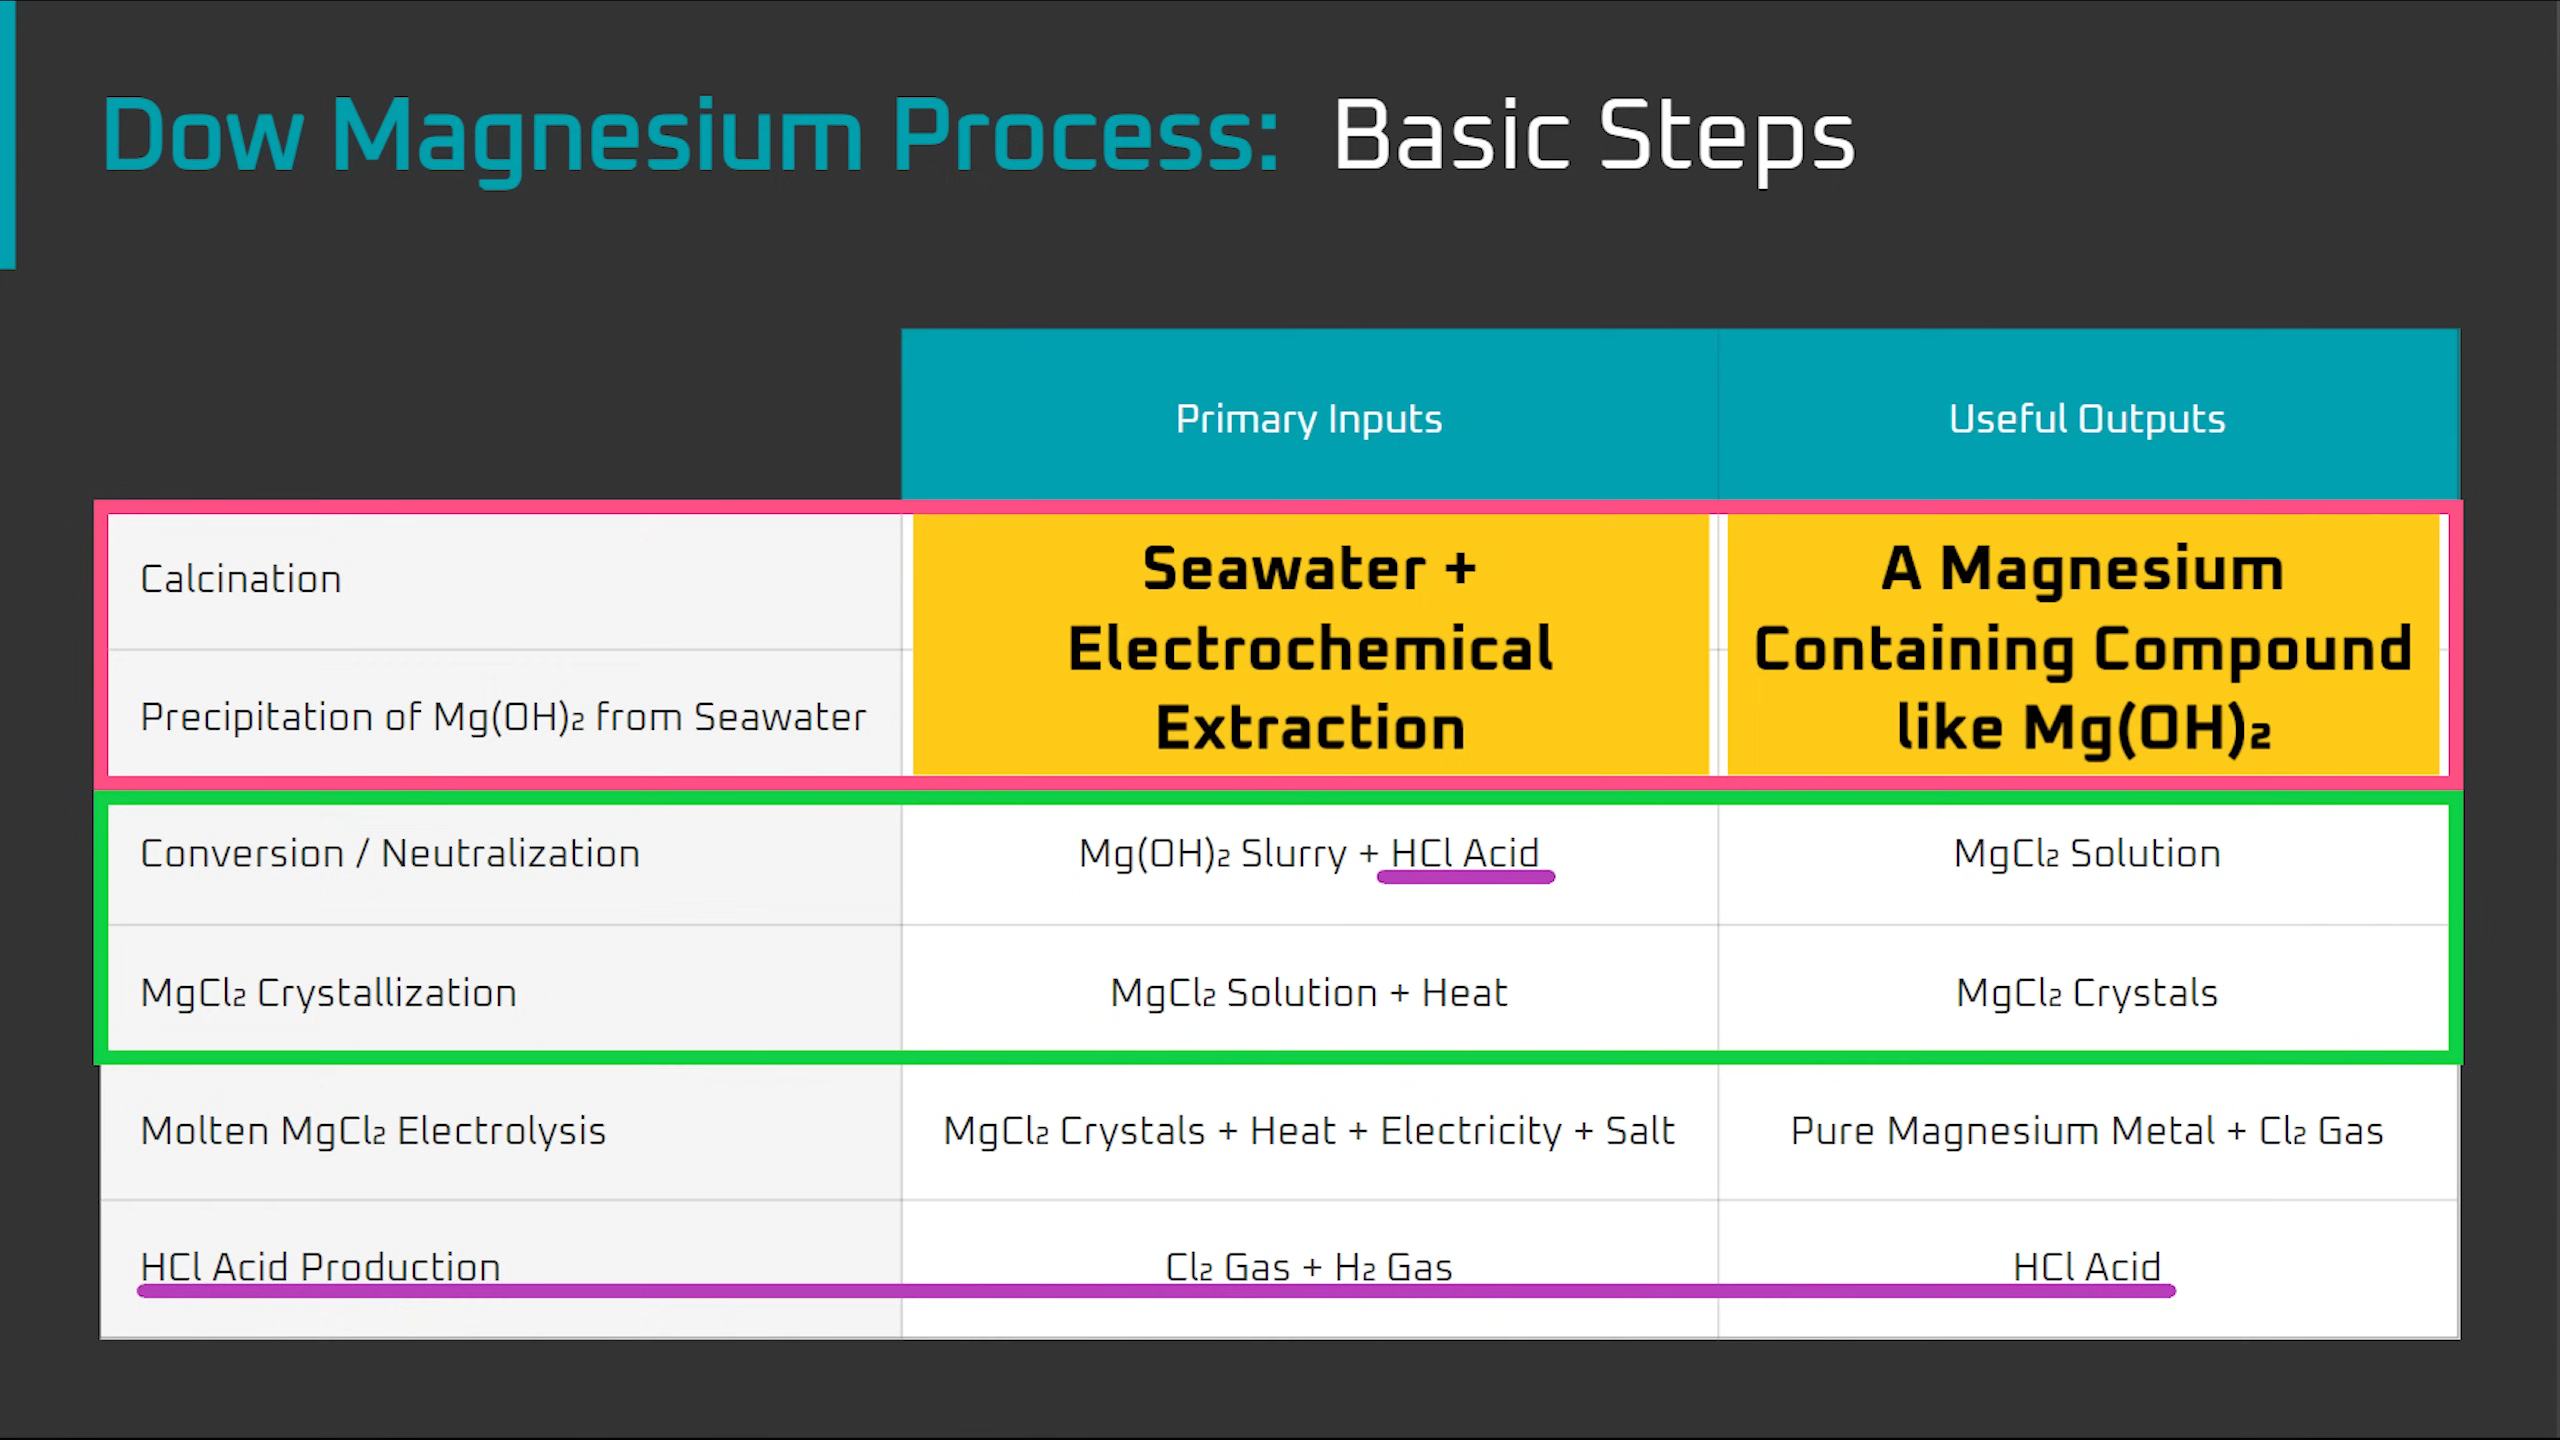 Dow Magnesium Process: Basic Steps
Primary Inputs
Useful Outputs
Calcination
Precipitation of Mg(OH)₂ from Seawater
Seawater +
Electrochemical
Extraction
A Magnesium
Containing Compound
like Mg(OH)₂
Conversion / Neutralization
Mg(OH)₂ Slurry + HCl Acid
MgCl₂ Solution
MgCl₂ Crystallization
MgCl₂ Solution + Heat
MgCl₂ Crystals
Molten MgCl₂ Electrolysis
MgCl₂ Crystals + Heat + Electricity + Salt
Pure Magnesium Metal + Cl₂ Gas
HCl Acid Production
Cl₂ Gas + H₂ Gas
HCl Acid